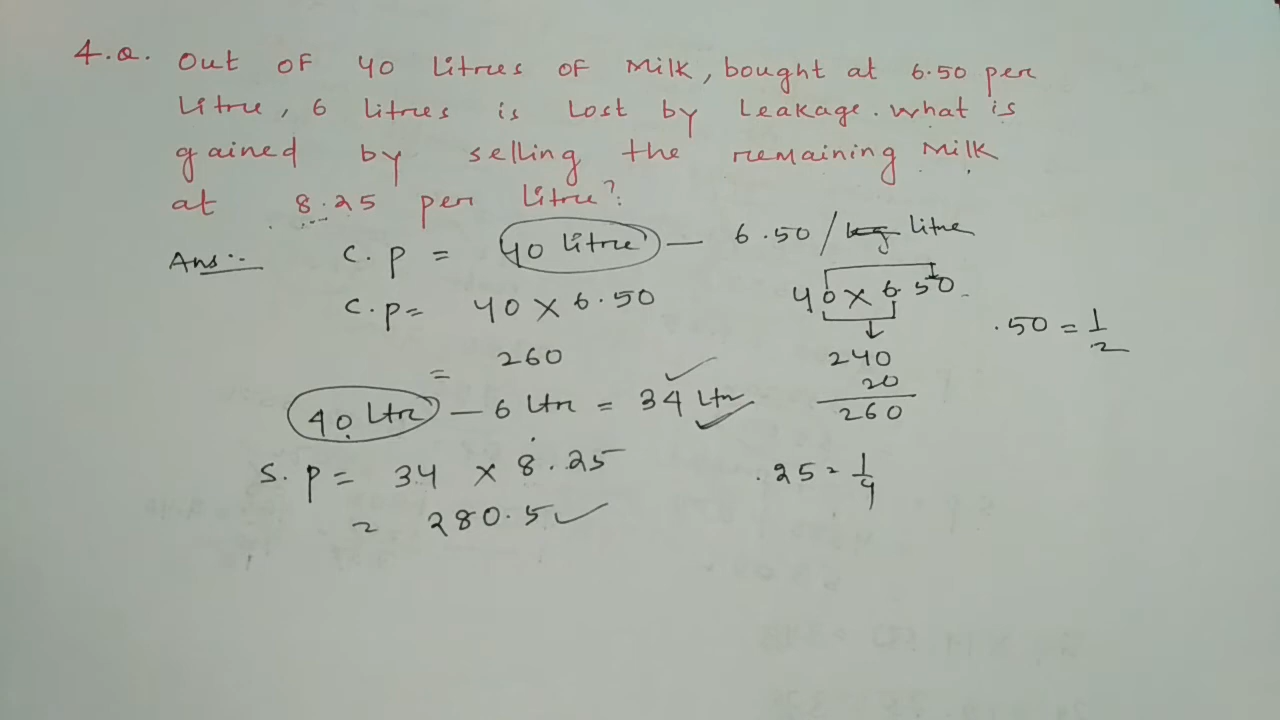 4.Q. Out OF 40 Litres OF Milk, bought at 6.50 per
Litre, 6 litres is Lost by Leakage. What is
gained by selling the remaining Milk
at 8.25 per Litre?
Ans:- C.P = 40 litre - 6.50/kg litre
C.P = 40 x 6.50
= 260
40 x 6.50
240
20
260
.50 = 1/2
40 Ltr - 6 Ltr = 34 Ltr
S.P = 34 x 8.25
= 280.5
.25 = 1/4